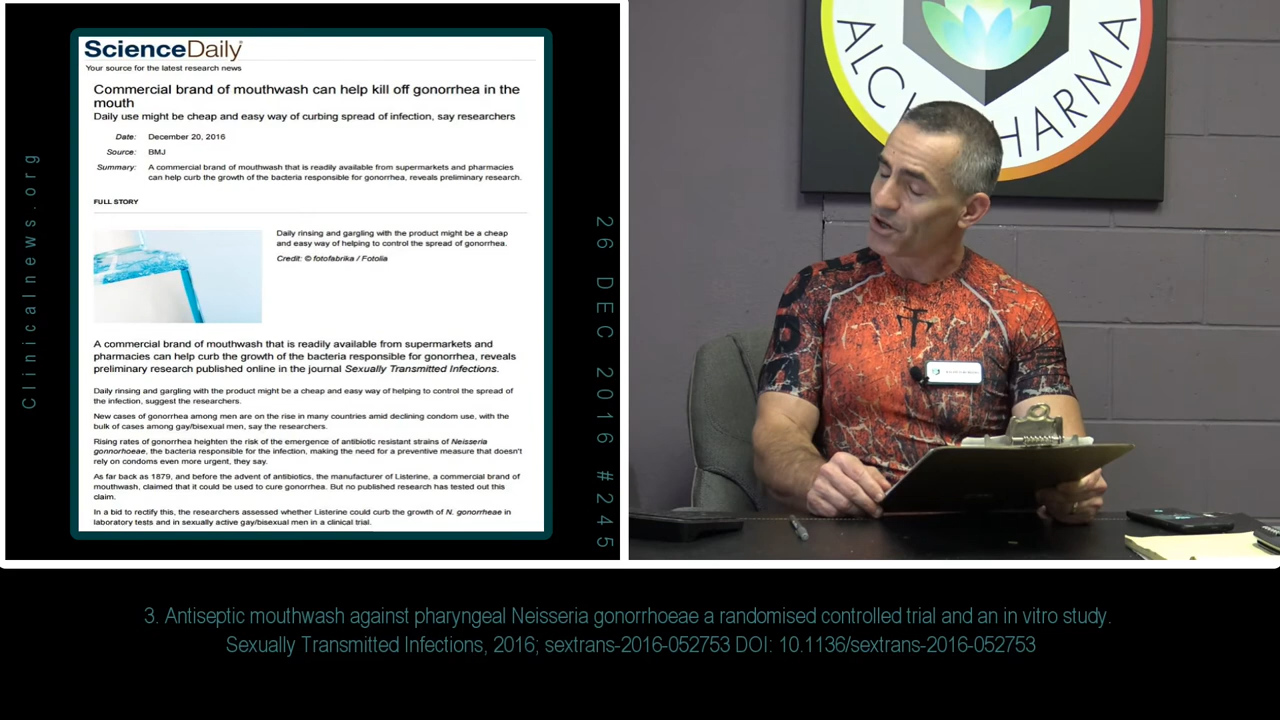 ScienceDaily
Your source for the latest research news
Commercial brand of mouthwash can help kill off gonorrhea in the
mouth
Daily use might be cheap and easy way of curbing spread of infection, say researchers
Date: December 20, 2016
Source: BMJ
Summary: A commercial brand of mouthwash that is readily available from supermarkets and pharmacies
can help curb the growth of the bacteria responsible for gonorrhea, reveals preliminary research.
FULL STORY
Daily rinsing and gargling with the product might be a cheap
and easy way of helping to control the spread of gonorrhea.
Credit: © fotofabrika / Fotolia
A commercial brand of mouthwash that is readily available from supermarkets and
pharmacies can help curb the growth of the bacteria responsible for gonorrhea, reveals
preliminary research published online in the journal Sexually Transmitted Infections.
Daily rinsing and gargling with the product might be a cheap and easy way of helping to control the spread of
the infection, suggest the researchers.
New cases of gonorrhea among men are on the rise in many countries amid declining condom use, with the
bulk of cases among gay/bisexual men, say the researchers.
Rising rates of gonorrhea heighten the risk of the emergence of antibiotic resistant strains of Neisseria
gonnorhoeae, the bacteria responsible for the infection, making the need for a preventive measure that doesn't
rely on condoms even more urgent, they say.
As far back as 1879, and before the advent of antibiotics, the manufacturer of Listerine, a commercial brand of
mouthwash, claimed that it could be used to cure gonorrhea. But no published research has tested out this
claim.
In a bid to rectify this, the researchers assessed whether Listerine could curb the growth of N. gonorrhoeae in
laboratory tests and in sexually active gay/bisexual men in a clinical trial.
Clinicalnews.org
26 DEC 2016 #245
ALCH
HARMA
3. Antiseptic mouthwash against pharyngeal Neisseria gonorrhoeae a randomised controlled trial and an in vitro study.
Sexually Transmitted Infections, 2016; sextrans-2016-052753 DOI: 10.1136/sextrans-2016-052753